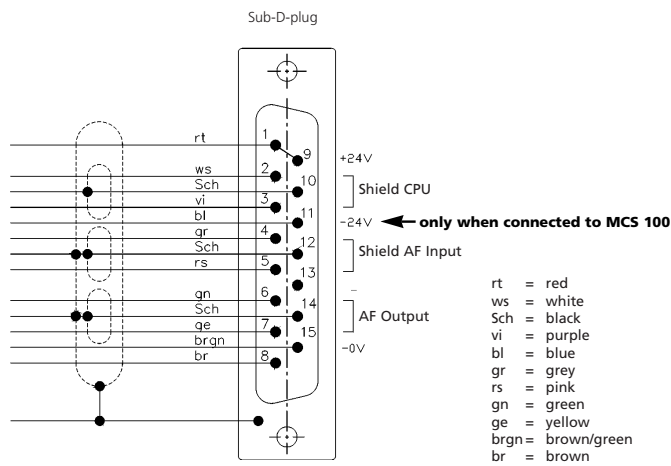 Sub-D-plug
rt
1
9
+24V
ws
2
Sch
10
Shield CPU
vi
3
bl
11
-24V
only when connected to MCS 100
gr
4
Sch
12
Shield AF Input
rs
5
13
–
gn
6
Sch
14
AF Output
ge
7
15
brgn
-0V
br
8
rt = red
ws = white
Sch = black
vi = purple
bl = blue
gr = grey
rs = pink
gn = green
ge = yellow
brgn = brown/green
br = brown